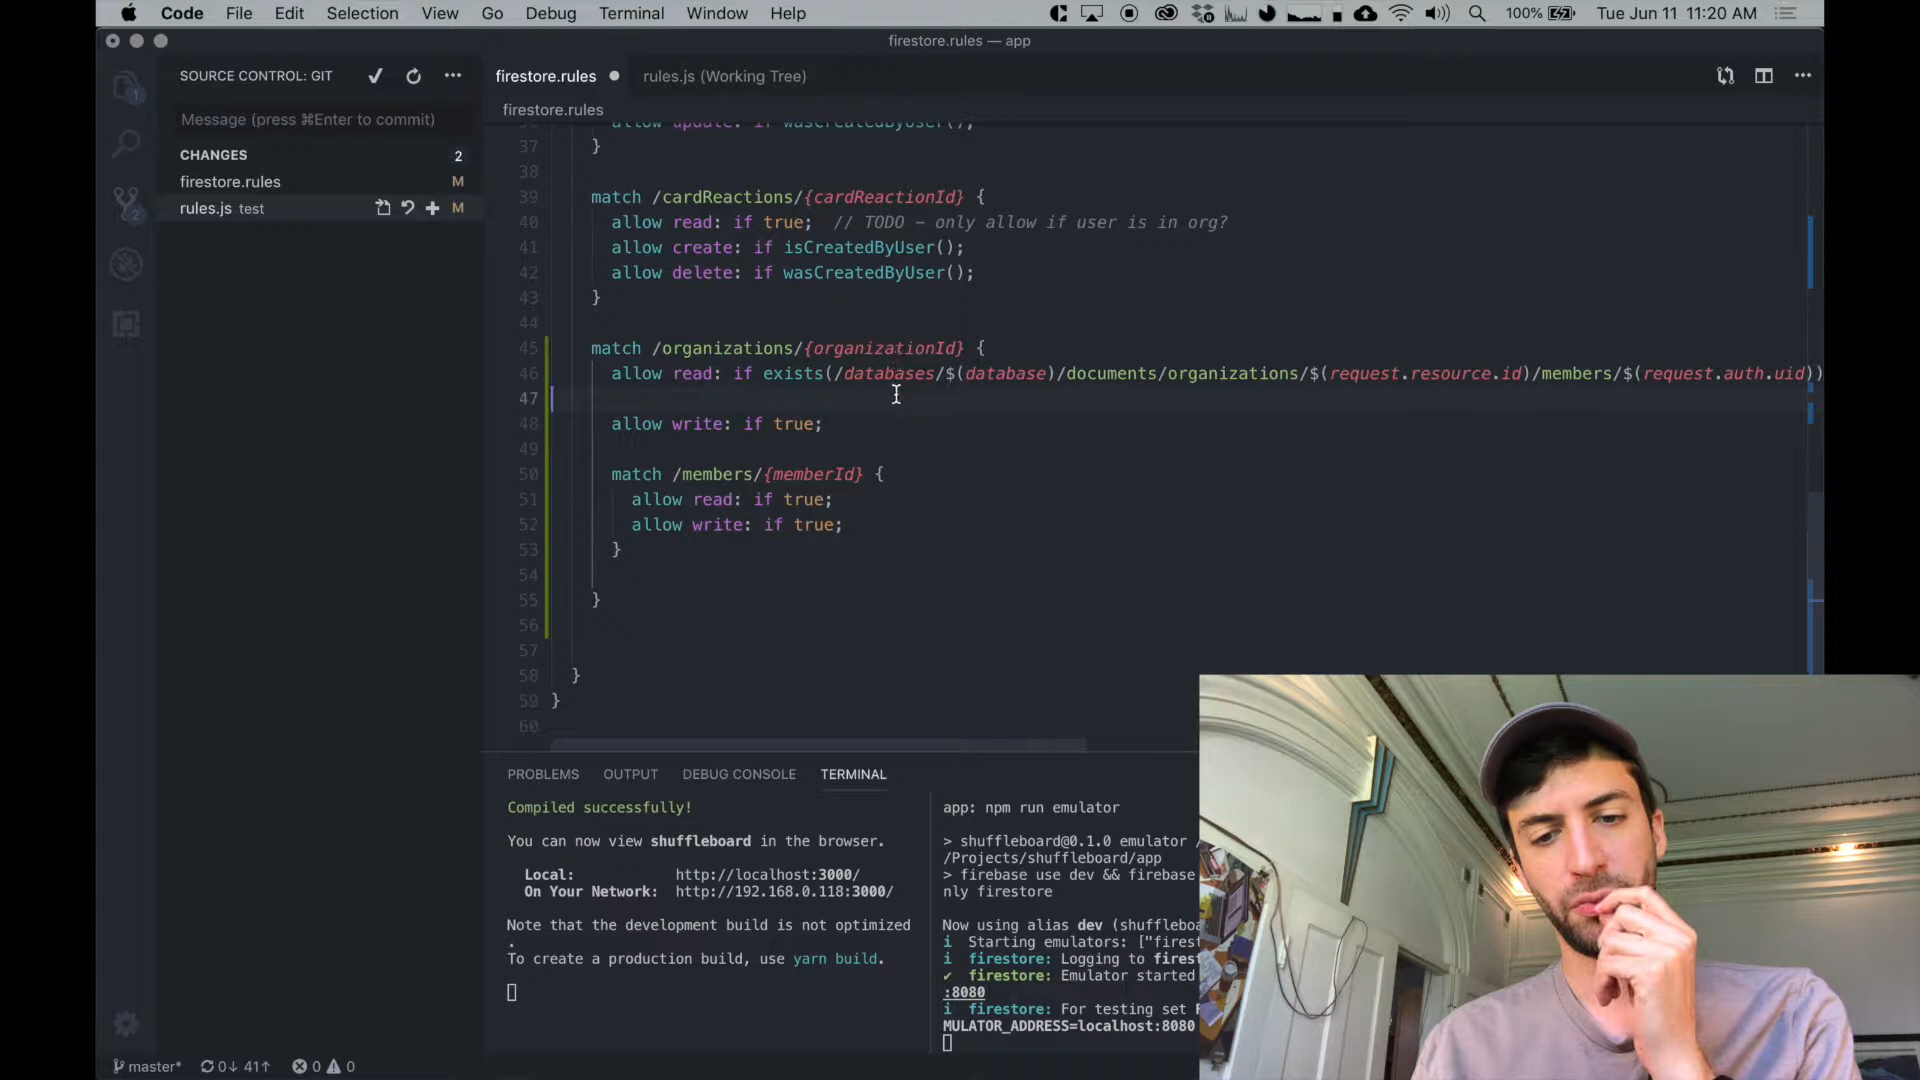 Code File Edit Selection View Go Debug Terminal Window Help 100% Tue Jun 11 11:20 AM
firestore.rules — app
SOURCE CONTROL: GIT
firestore.rules rules.js (Working Tree)
firestore.rules
Message (press ⌘Enter to commit)
CHANGES 2
firestore.rules M
rules.js test M
allow update: if wasCreatedByUser();
37 }
38
39 match /cardReactions/{cardReactionId} {
40 allow read: if true; // TODO – only allow if user is in org?
41 allow create: if isCreatedByUser();
42 allow delete: if wasCreatedByUser();
43 }
44
45 match /organizations/{organizationId} {
46 allow read: if exists(/databases/$(database)/documents/organizations/$(request.resource.id)/members/$(request.auth.uid))
47
48 allow write: if true;
49
50 match /members/{memberId} {
51 allow read: if true;
52 allow write: if true;
53 }
54
55 }
56
57
58 }
59 }
60
PROBLEMS OUTPUT DEBUG CONSOLE TERMINAL
Compiled successfully!
You can now view shuffleboard in the browser.
Local: http://localhost:3000/
On Your Network: http://192.168.0.118:3000/
Note that the development build is not optimized
.
To create a production build, use yarn build.
app: npm run emulator
> shuffleboard@0.1.0 emulator
/Projects/shuffleboard/app
> firebase use dev && firebase
nly firestore
Now using alias dev (shufflebo
i firestore: Starting emulators: ["firest
i firestore: Logging to firest
✔ firestore: Emulator started
:8080
i firestore: For testing set F
MULATOR_ADDRESS=localhost:8080
master* 0↓ 41↑ 0 0